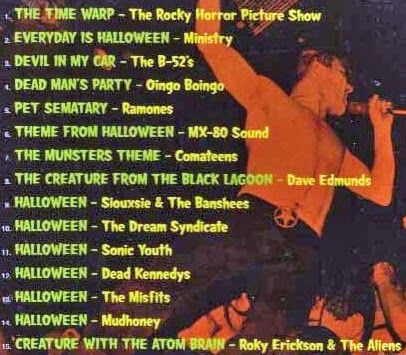 1. THE TIME WARP - The Rocky Horror Picture Show
2. EVERYDAY IS HALLOWEEN - Ministry
3. DEVIL IN MY CAR - The B-52's
4. DEAD MAN'S PARTY - Oingo Boingo
5. PET SEMATARY - Ramones
6. THEME FROM HALLOWEEN - MX-80 Sound
7. THE MUNSTERS THEME - Comateens
8. THE CREATURE FROM THE BLACK LAGOON - Dave Edmunds
9. HALLOWEEN - Siouxsie & The Banshees
10. HALLOWEEN - The Dream Syndicate
11. HALLOWEEN - Sonic Youth
12. HALLOWEEN - Dead Kennedys
13. HALLOWEEN - The Misfits
14. HALLOWEEN - Mudhoney
15. CREATURE WITH THE ATOM BRAIN - Roky Erickson & The Aliens